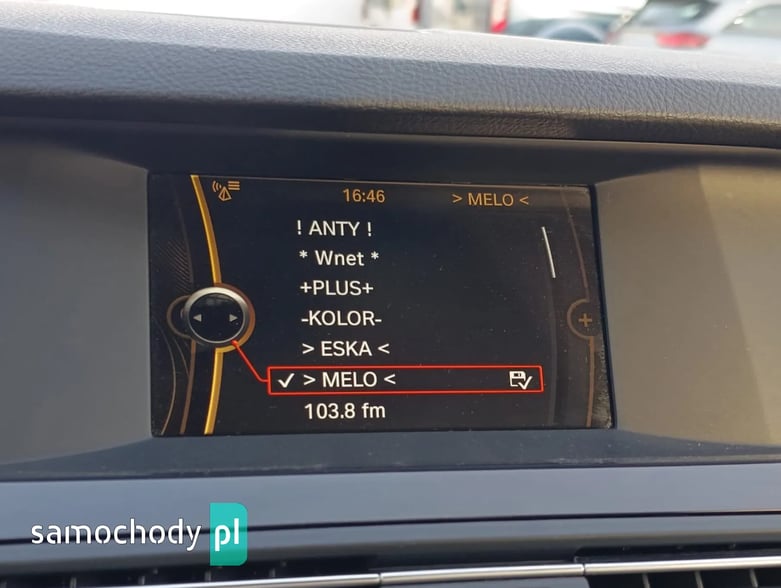 16:46 > MELO <
! ANTY !
* Wnet *
+PLUS+
-KOLOR-
> ESKA <
> MELO <
103.8 fm
samochody pl